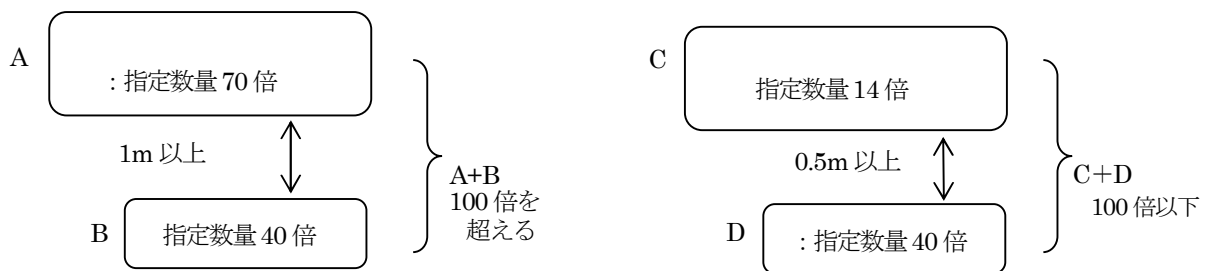 A
: 指定数量 70 倍
1m 以上
B
指定数量 40 倍
A+B
100 倍を
超える
C
指定数量 14 倍
0.5m 以上
D
: 指定数量 40 倍
C＋D
100 倍以下